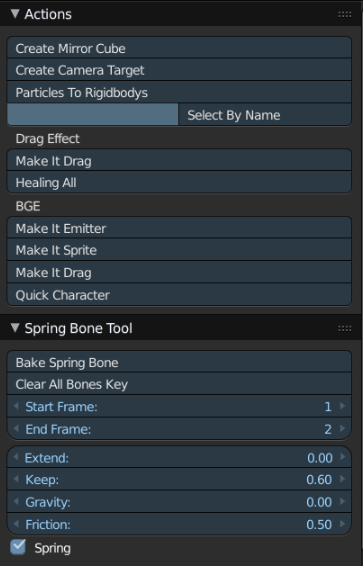 Actions
Create Mirror Cube
Create Camera Target
Particles To Rigidbodys
Select By Name
Drag Effect
Make It Drag
Healing All
BGE
Make It Emitter
Make It Sprite
Make It Drag
Quick Character
Spring Bone Tool
Bake Spring Bone
Clear All Bones Key
Start Frame: 1
End Frame: 2
Extend: 0.00
Keep: 0.60
Gravity: 0.00
Friction: 0.50
Spring